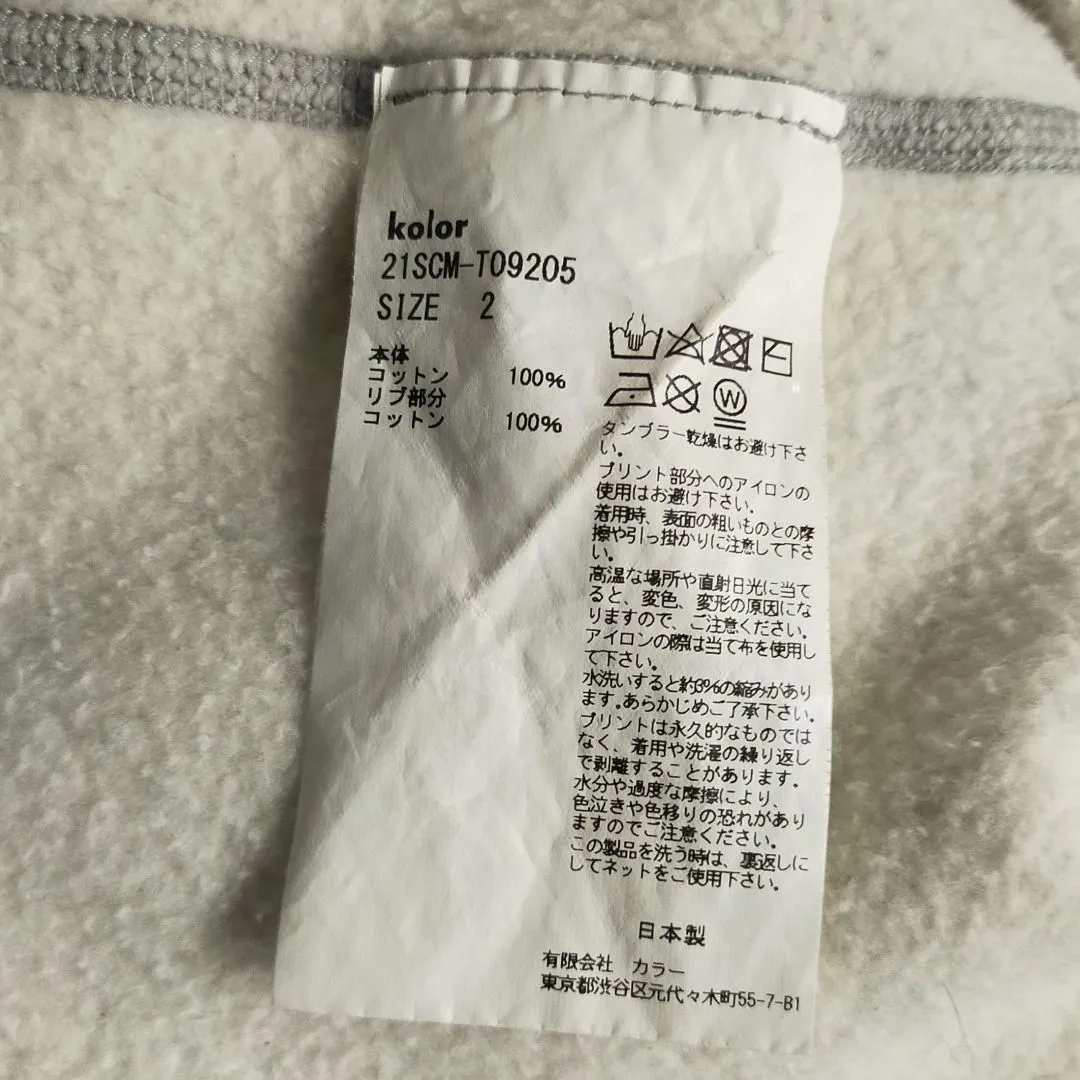 kolor
21SCM-T09205
SIZE 2
本体
コットン 100%
リブ部分
コットン 100%
W
タンブラー乾燥はお避け下さ
い。
プリント部分へのアイロンの
使用はお避け下さい。
着用時、表面の粗いものとの摩
擦や引っ掛かりに注意して下さ
い。
高温な場所や直射日光に当て
ると、変色、変形の原因にな
りますので、ご注意ください。
アイロンの際は当て布を使用し
て下さい。
水洗いすると約3%の縮みがあり
ます。あらかじめご了承下さい。
プリントは永久的なものでは
なく、着用や洗濯の繰り返し
で剥離することがあります。
水分や過度な摩擦により、
色泣きや色移りの恐れがあり
ますのでご注意ください。
この製品を洗う時は、裏返しに
してネットをご使用下さい。
日本製
有限会社 カラー
東京都渋谷区元代々木町55-7-B1